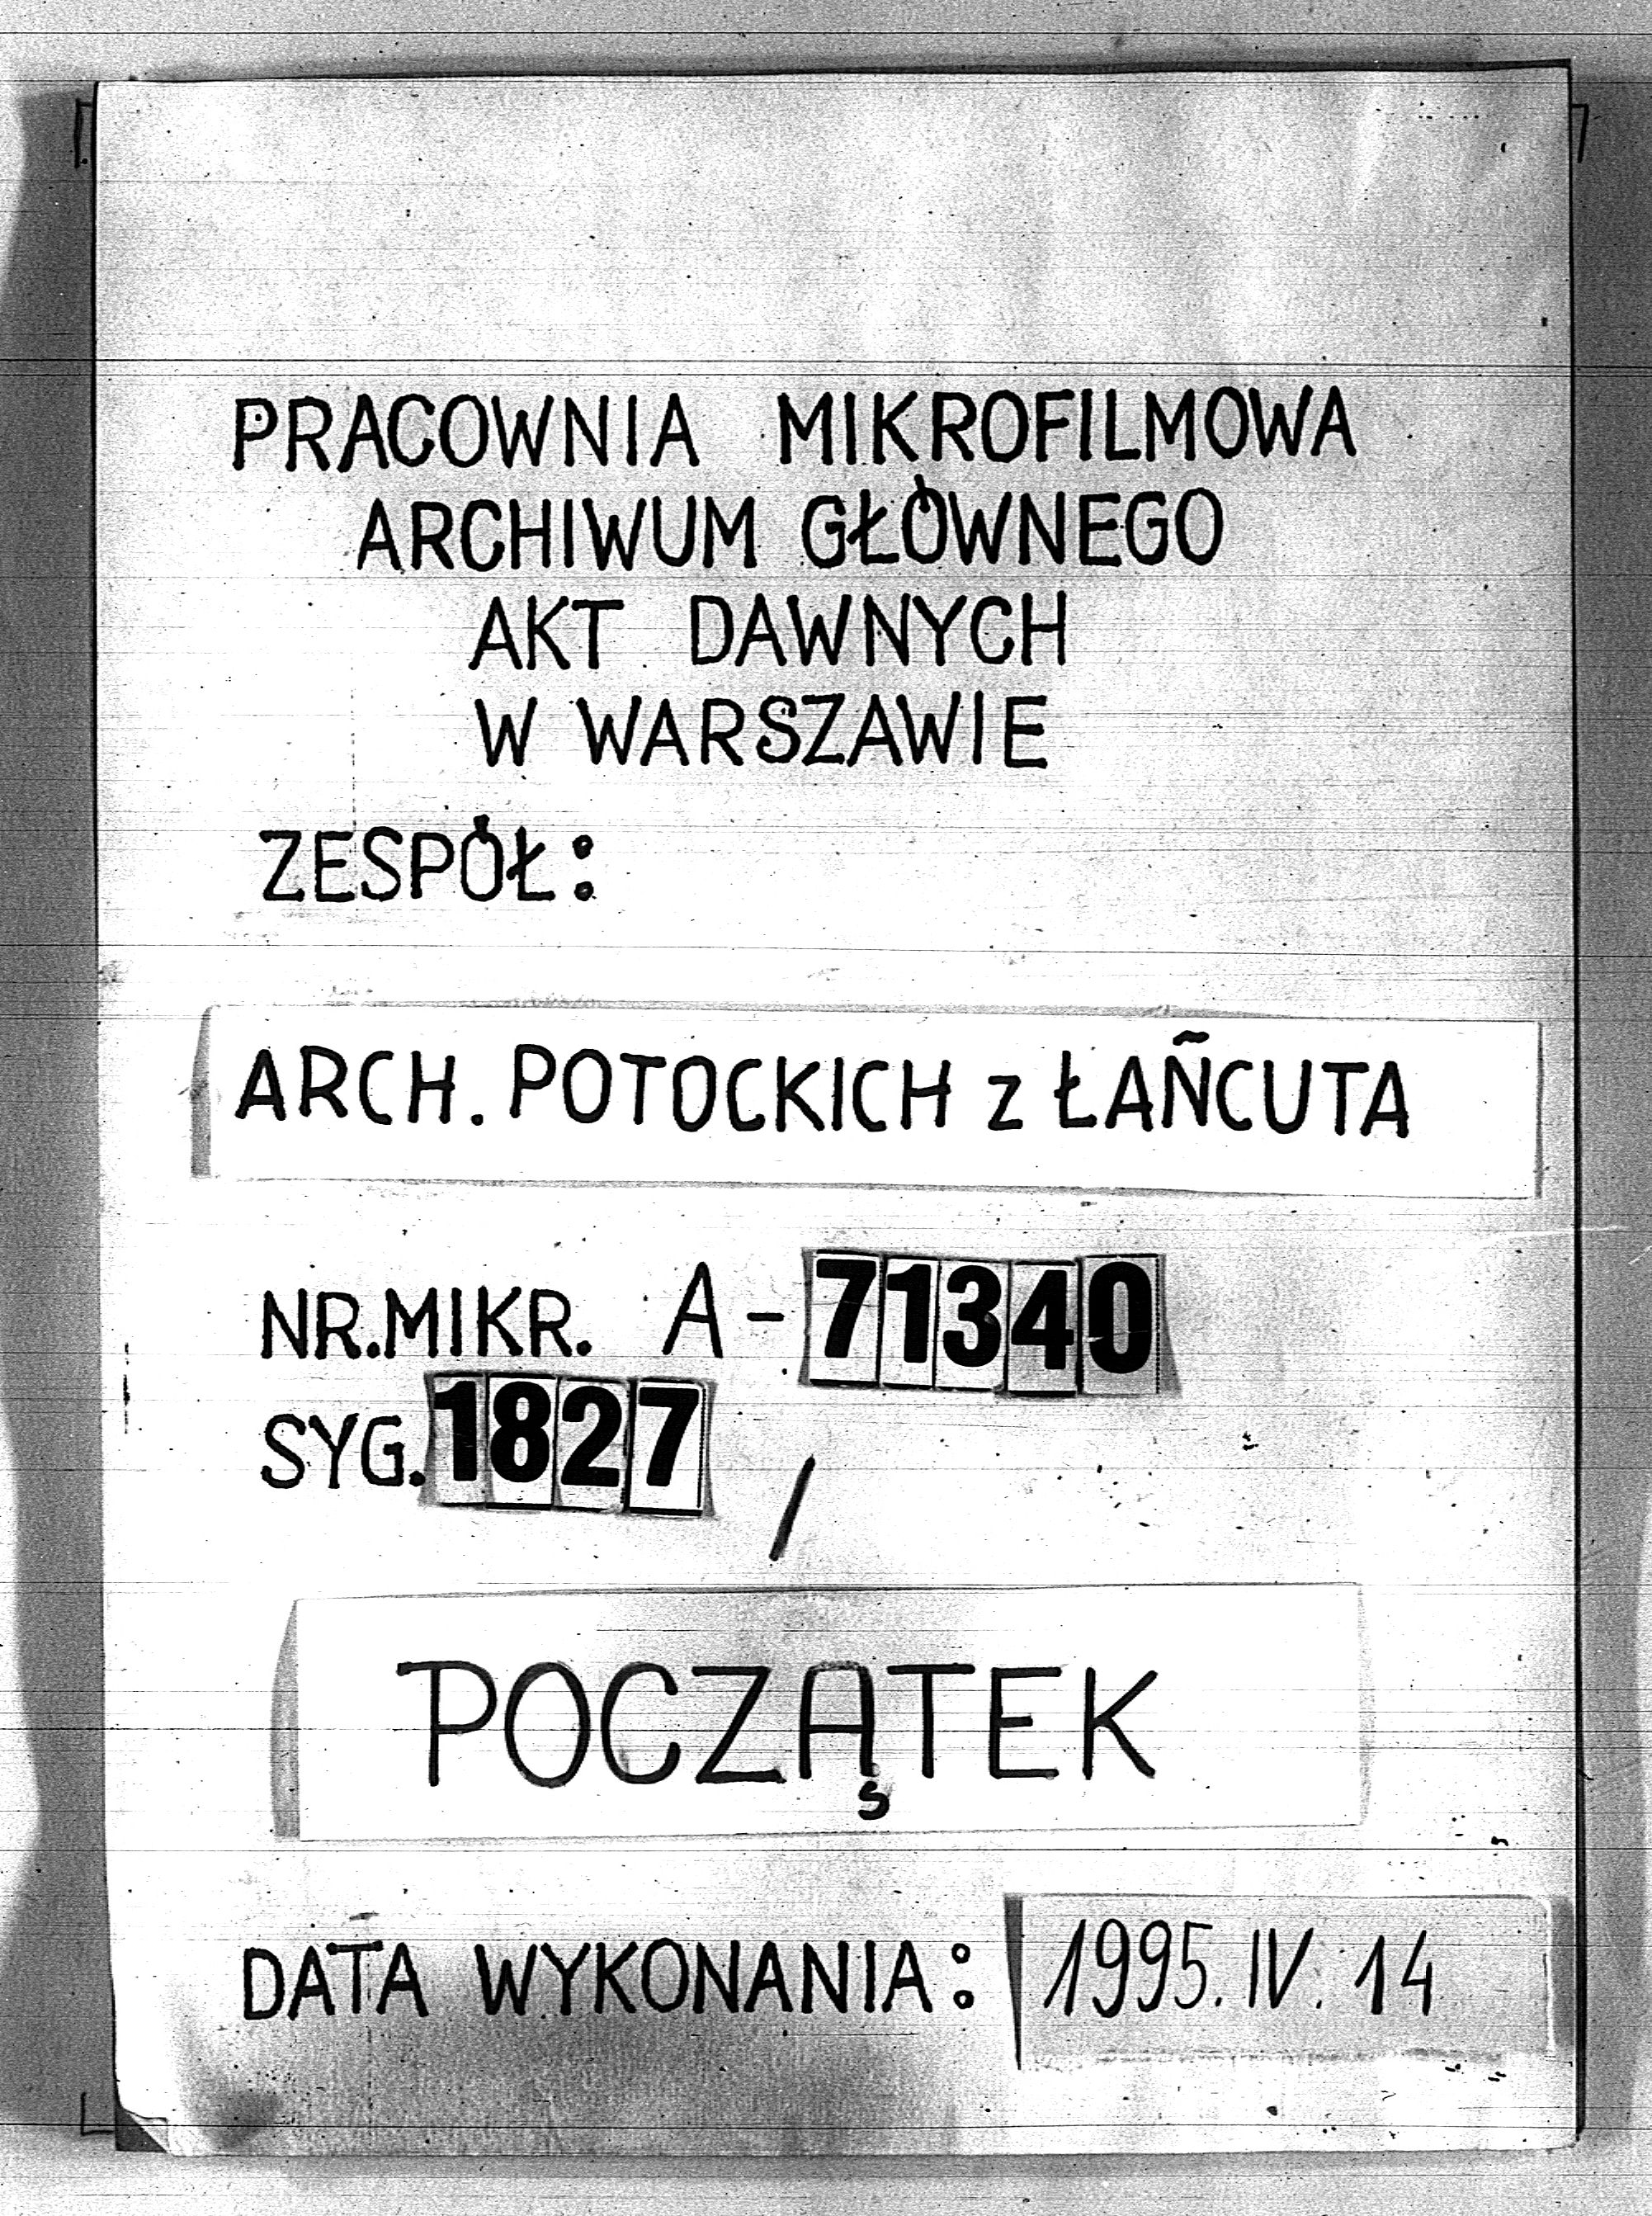 PRACOWNIA MIKROFILMOWA
ARCHIWUM GŁÓWNEGO
AKT DAWNYCH
W WARSZAWIE
ZESPÓŁ:
ARCH. POTOCKICH z ŁAÑCUTA
NR.MIKR. A-71340
SYG.1827 /
POCZĄTEK
DATA WYKONANIA: 1995.IV.14